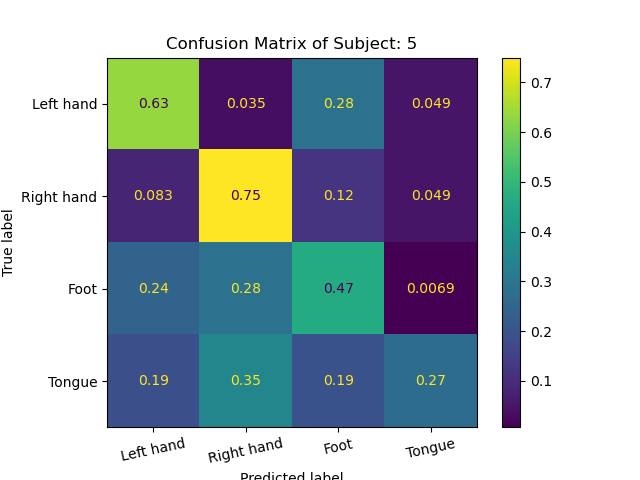 Confusion Matrix of Subject: 5
True label
Left hand 0.63 0.035 0.28 0.049
Right hand 0.083 0.75 0.12 0.049
Foot 0.24 0.28 0.47 0.0069
Tongue 0.19 0.35 0.19 0.27
Left hand Right hand Foot Tongue
Predicted label
0.7
0.6
0.5
0.4
0.3
0.2
0.1